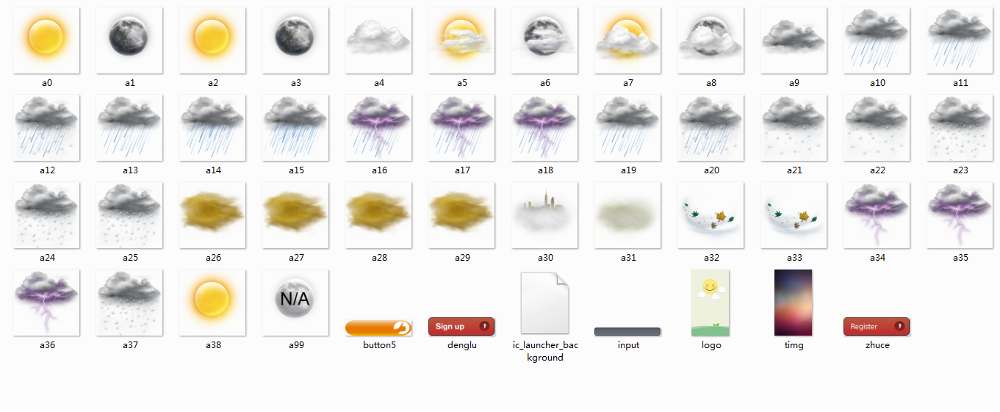 a0 a1 a2 a3 a4 a5 a6 a7 a8 a9 a10 a11
a12 a13 a14 a15 a16 a17 a18 a19 a20 a21 a22 a23
a24 a25 a26 a27 a28 a29 a30 a31 a32 a33 a34 a35
N/A
Sign up
Register
a36 a37 a38 a99 button5 denglu ic_launcher_bac input logo timg zhuce
kground